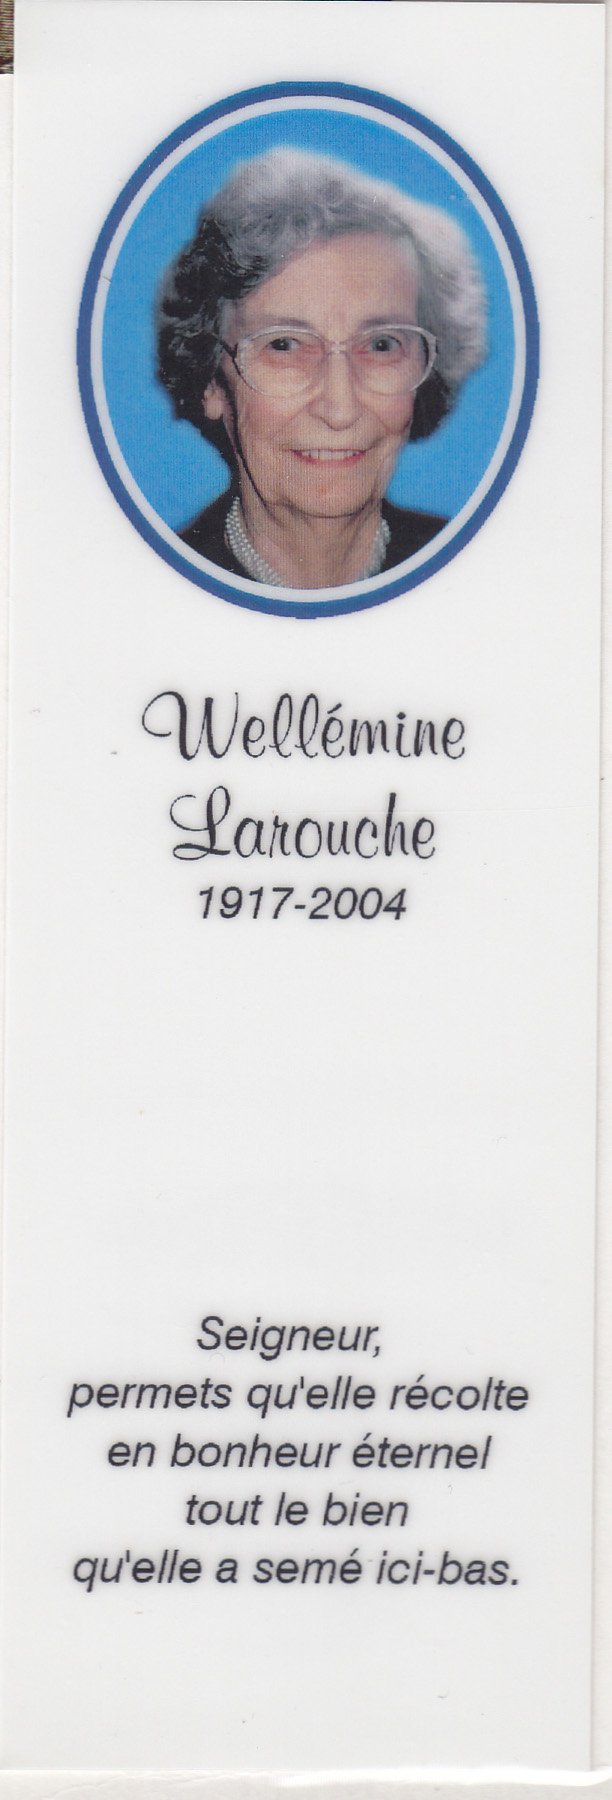 Wellémine
Larouche
1917-2004
Seigneur,
permets qu'elle récolte
en bonheur éternel
tout le bien
qu'elle a semé ici-bas.